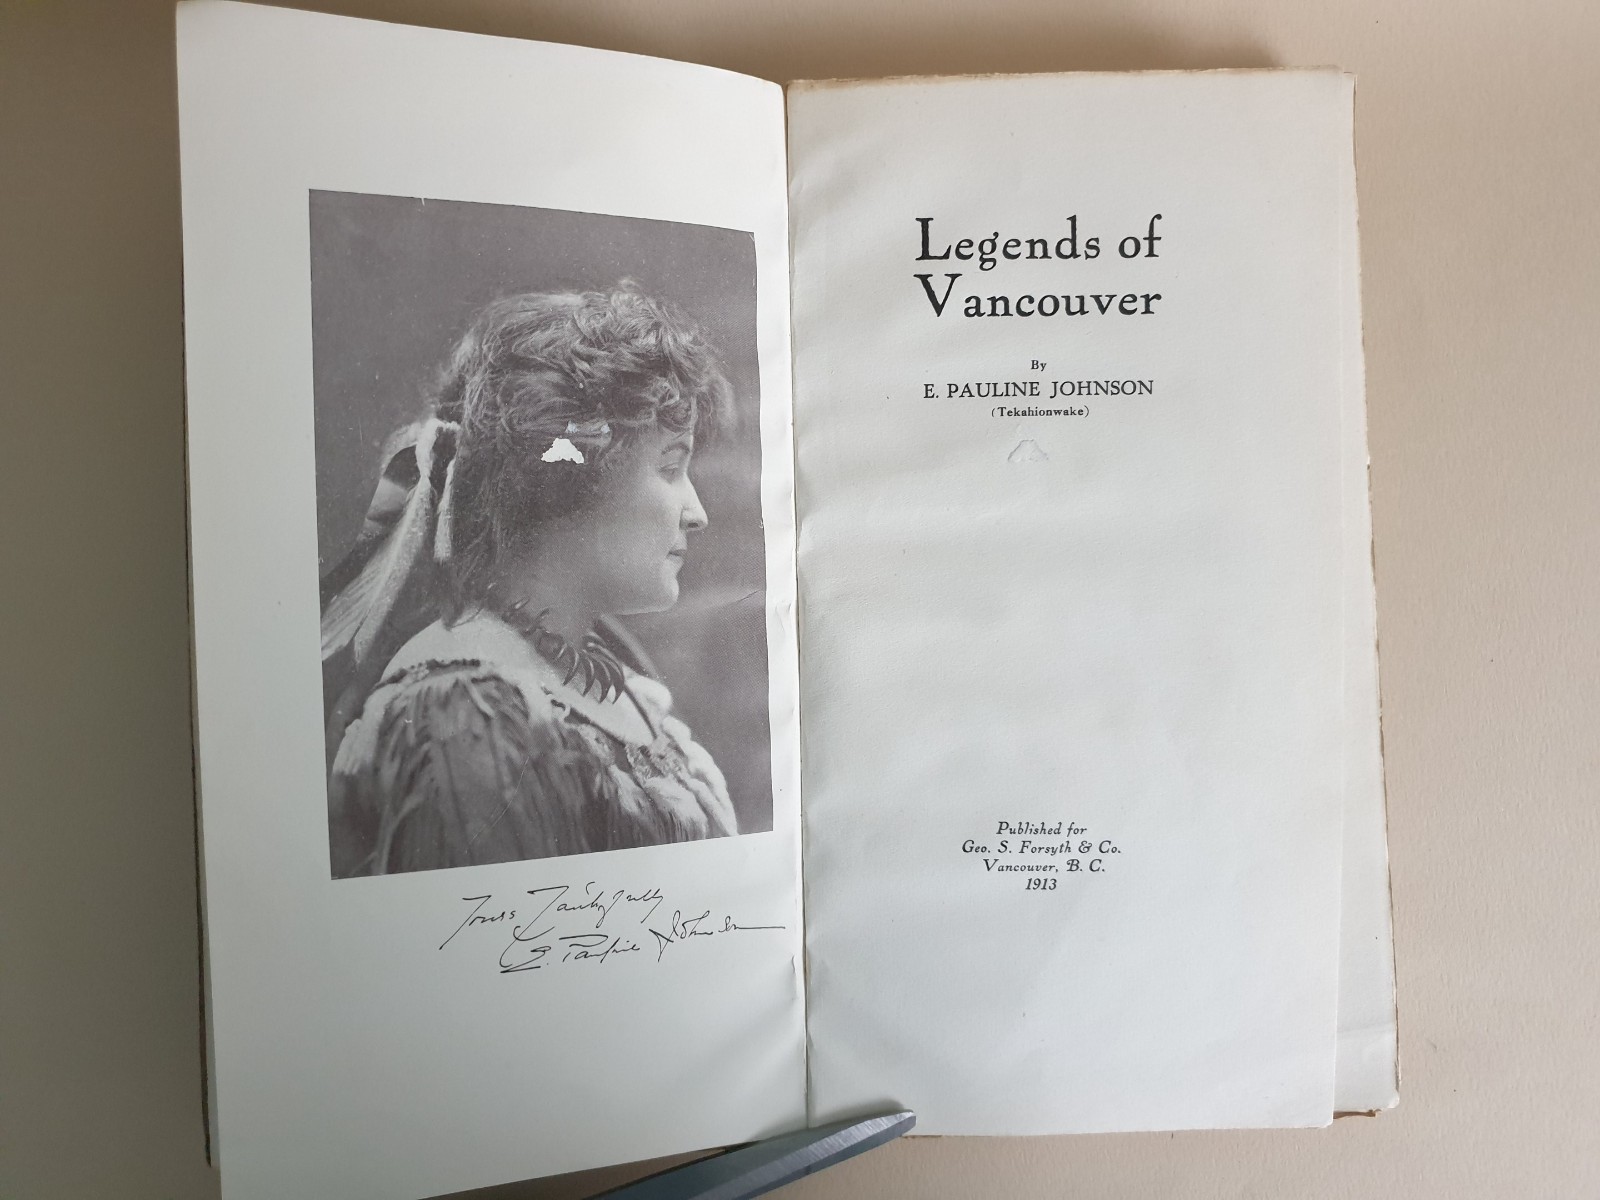 Yours Faithfully
E. Pauline Johnson
Legends of
Vancouver
By
E. PAULINE JOHNSON
(Tekahionwake)
Published for
Geo. S. Forsyth & Co.
Vancouver, B. C.
1913